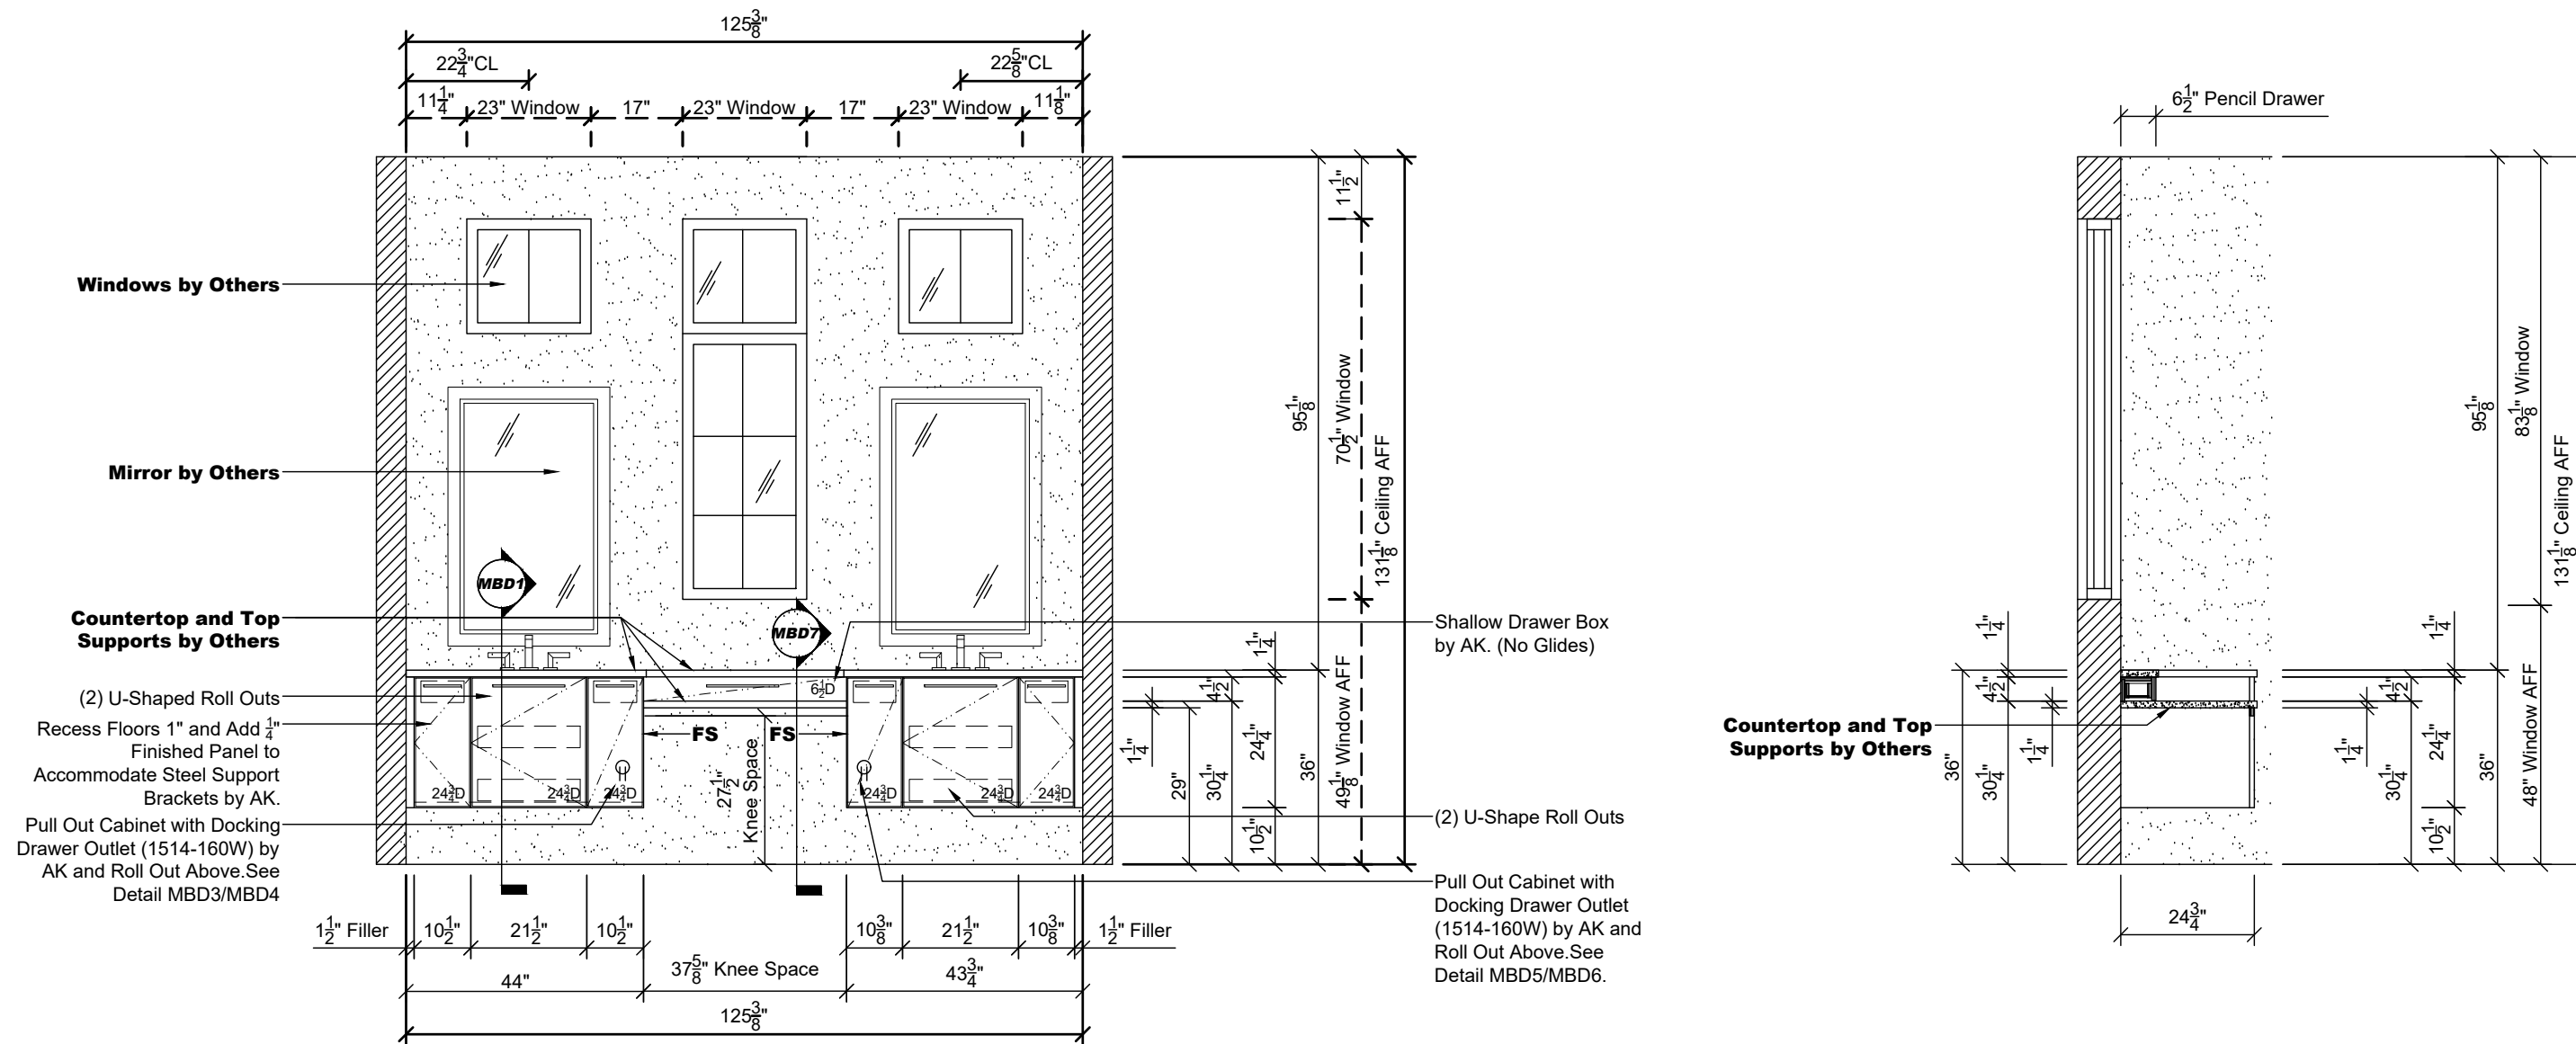 125 3/8"
22 3/4"CL
22 5/8"CL
11 1/4"
23" Window
17"
23" Window
17"
23" Window
11 1/8"
Windows by Others
Mirror by Others
MBD1
MBD7
Countertop and Top
Supports by Others
(2) U-Shaped Roll Outs
Recess Floors 1" and Add 1/4"
Finished Panel to
Accommodate Steel Support
Brackets by AK.
Pull Out Cabinet with Docking
Drawer Outlet (1514-160W) by
AK and Roll Out Above.See
Detail MBD3/MBD4
6 1/2D
FS
FS
27 1/2"
Knee Space
24 3/4D
24 3/4D
24 3/4D
24 3/4D
24 3/4D
24 3/4D
1 1/2" Filler
10 1/2"
21 1/2"
10 1/2"
10 3/8"
21 1/2"
10 3/8"
1 1/2" Filler
44"
37 5/8" Knee Space
43 3/4"
125 3/8"
11 1/2"
95 1/8"
70 1/2" Window
131 1/8" Ceiling AFF
1 1/4"
4 1/2"
1 1/4"
24 1/4"
29"
30 1/4"
10 1/2"
36"
49 1/8" Window AFF
Shallow Drawer Box
by AK. (No Glides)
(2) U-Shape Roll Outs
Pull Out Cabinet with
Docking Drawer Outlet
(1514-160W) by AK and
Roll Out Above.See
Detail MBD5/MBD6.
6 1/2" Pencil Drawer
Countertop and Top
Supports by Others
1 1/4"
4 1/2"
1 1/4"
36"
30 1/4"
24 3/4"
95 1/8"
83 1/8" Window
131 1/8" Ceiling AFF
1 1/4"
4 1/2"
1 1/4"
24 1/4"
30 1/4"
10 1/2"
36"
48" Window AFF